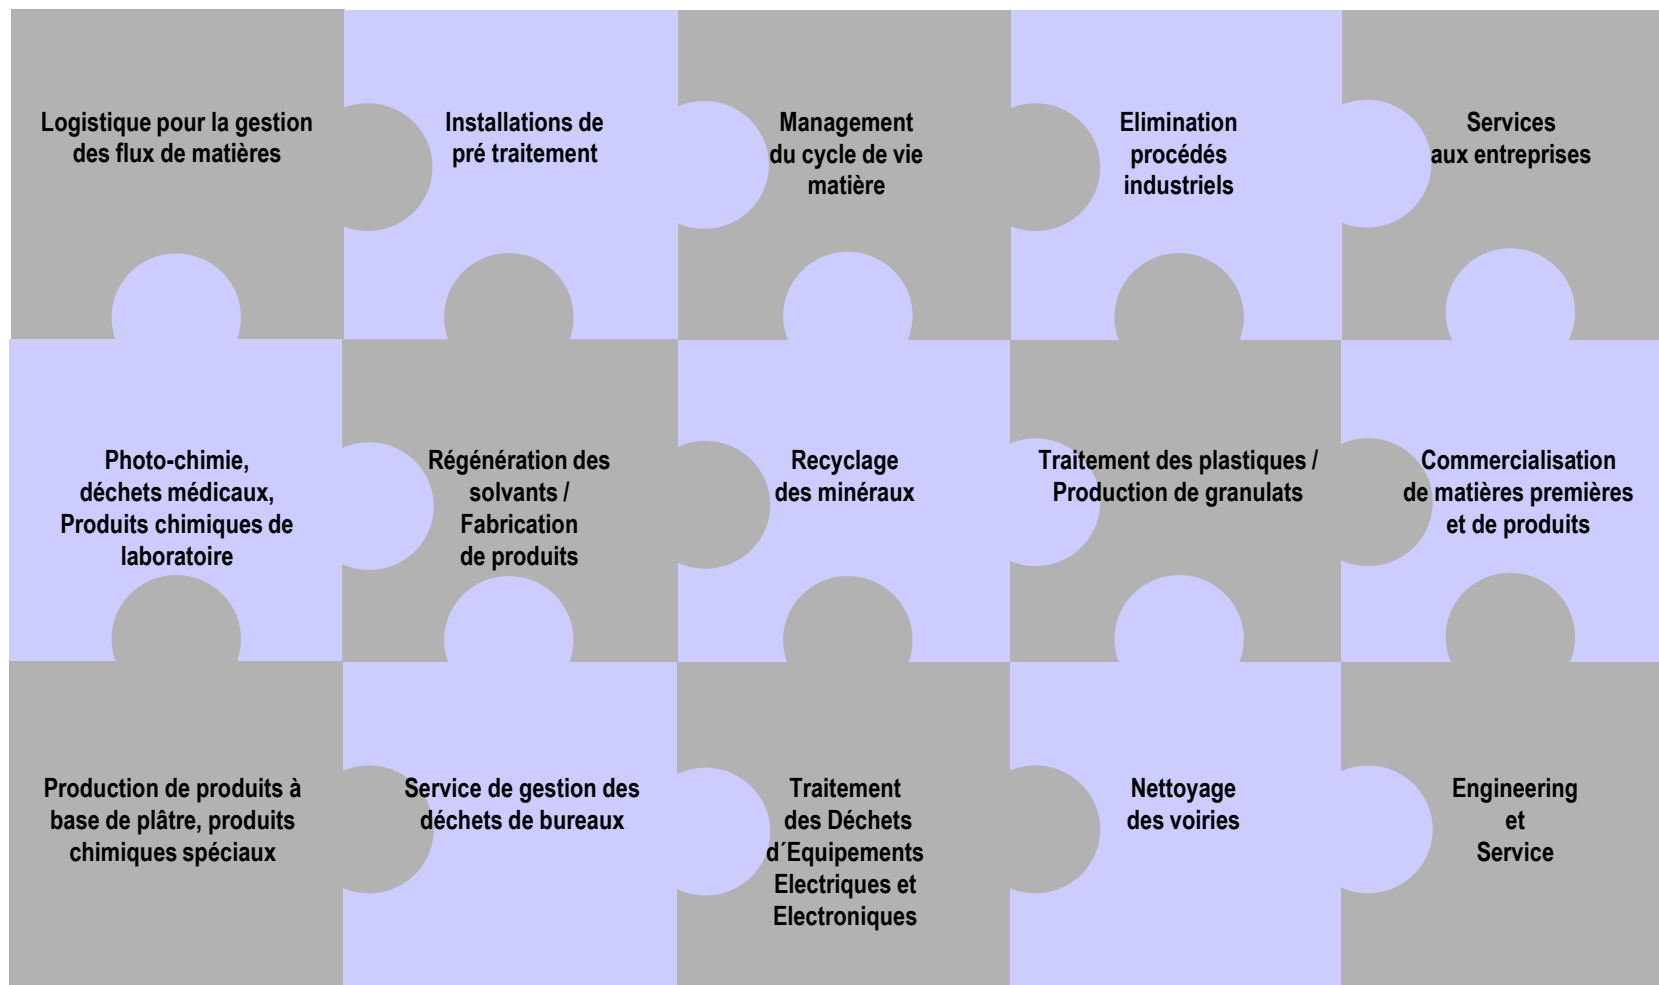 Logistique pour la gestion
des flux de matières
Installations de
pré traitement
Management
du cycle de vie
matière
Elimination
procédés
industriels
Services
aux entreprises
Photo-chimie,
déchets médicaux,
Produits chimiques de
laboratoire
Régénération des
solvants /
Fabrication
de produits
Recyclage
des minéraux
Traitement des plastiques /
Production de granulats
Commercialisation
de matières premières
et de produits
Production de produits à
base de plâtre, produits
chimiques spéciaux
Service de gestion des
déchets de bureaux
Traitement
des Déchets
d´Equipements
Electriques et
Electroniques
Nettoyage
des voiries
Engineering
et
Service